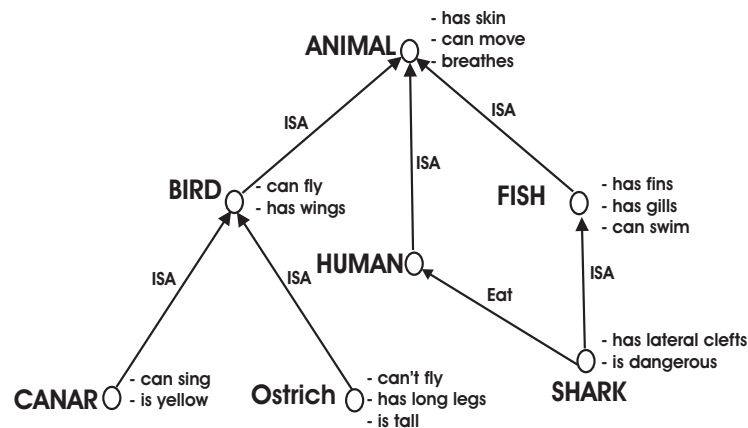 ANIMAL
- has skin
- can move
- breathes
ISA
ISA
ISA
BIRD
- can fly
- has wings
FISH
- has fins
- has gills
- can swim
HUMAN
ISA
ISA
Eat
ISA
CANAR
- can sing
- is yellow
Ostrich
- can't fly
- has long legs
- is tall
SHARK
- has lateral clefts
- is dangerous